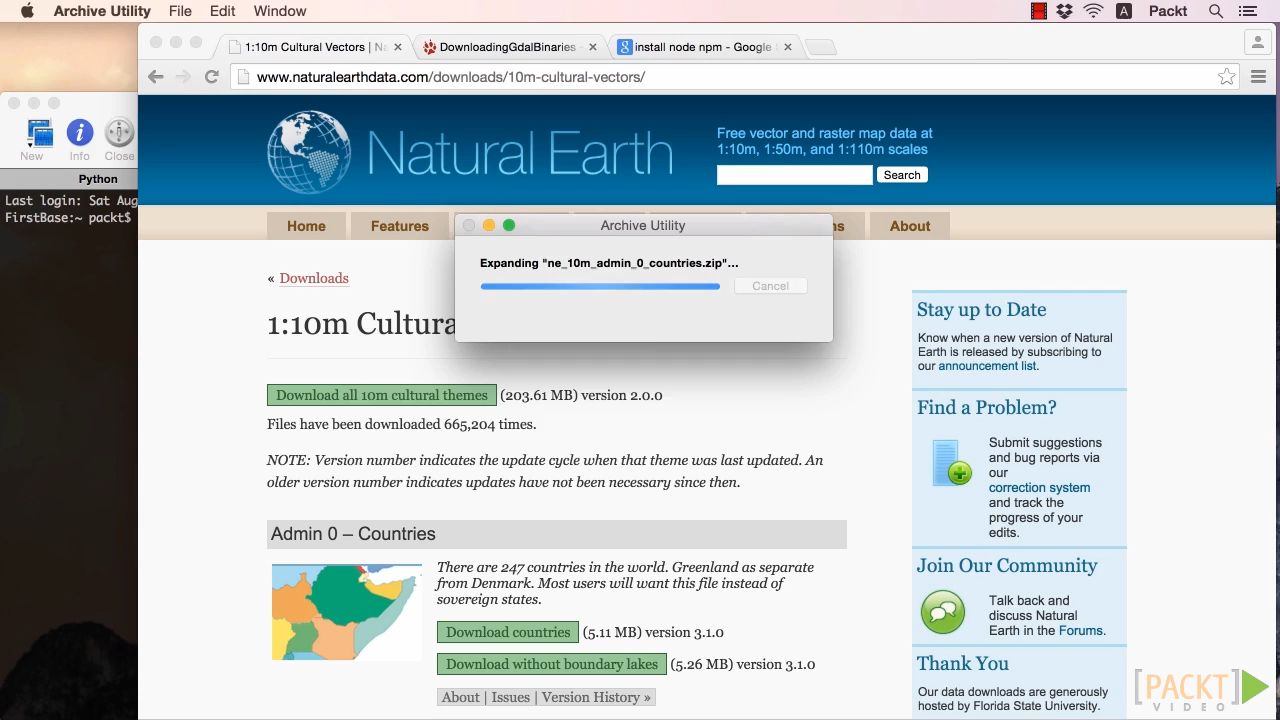 Archive Utility File Edit Window
A Packt
1:10m Cultural Vectors | Na
DownloadingGdalBinaries –
install node npm - Google
www.naturalearthdata.com/downloads/10m-cultural-vectors/
New Info Close
Python
Last login: Sat Aug
FirstBase:~ packt$
Natural Earth
Free vector and raster map data at
1:10m, 1:50m, and 1:110m scales
Search
Home Features About
Archive Utility
Expanding "ne_10m_admin_0_countries.zip"...
Cancel
« Downloads
1:10m Cultura
Download all 10m cultural themes (203.61 MB) version 2.0.0
Files have been downloaded 665,204 times.
NOTE: Version number indicates the update cycle when that theme was last updated. An
older version number indicates updates have not been necessary since then.
Admin 0 – Countries
There are 247 countries in the world. Greenland as separate
from Denmark. Most users will want this file instead of
sovereign states.
Download countries (5.11 MB) version 3.1.0
Download without boundary lakes (5.26 MB) version 3.1.0
About | Issues | Version History »
Stay up to Date
Know when a new version of Natural
Earth is released by subscribing to
our announcement list.
Find a Problem?
Submit suggestions
and bug reports via
our
correction system
and track the
progress of your
edits.
Join Our Community
Talk back and
discuss Natural
Earth in the Forums.
Thank You
Our data downloads are generously
hosted by Florida State University.
[PACKT]
VIDEO